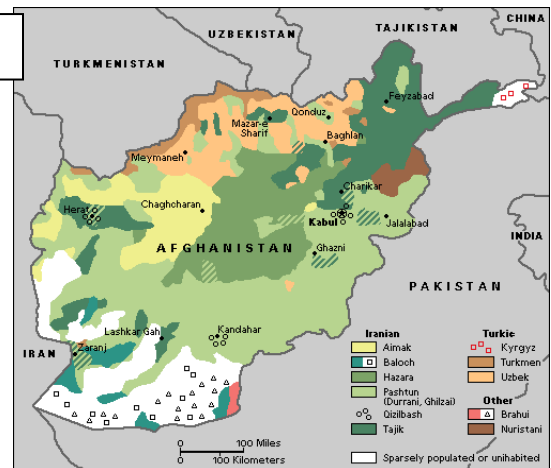 CHINA
UZBEKISTAN
TAJIKISTAN
TURKMENISTAN
Feyzabad
Qonduz
Mazar-e
Sharif
Baghlan
Meymaneh
Charikar
Herat
Chaghcharan
Kabul
Jalalabad
AFGHANISTAN
Ghazni
INDIA
PAKISTAN
Lashkar Gah
Kandahar
IRAN
Zaranj
Iranian
Aimak
Baloch
Hazara
Pashtun
(Durrani, Ghilzai)
Qizilbash
Tajik
Turkic
Kyrgyz
Turkmen
Uzbek
Other
Brahui
Nuristani
Sparsely populated or unihabited
0 100 Miles
0 100 Kilometers